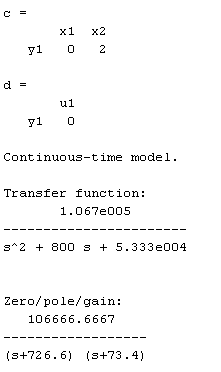 c =
x1 x2
y1 0 2
d =
u1
y1 0
Continuous-time model.
Transfer function:
1.067e005
-----------------------
s^2 + 800 s + 5.333e004
Zero/pole/gain:
106666.6667
------------------
(s+726.6) (s+73.4)